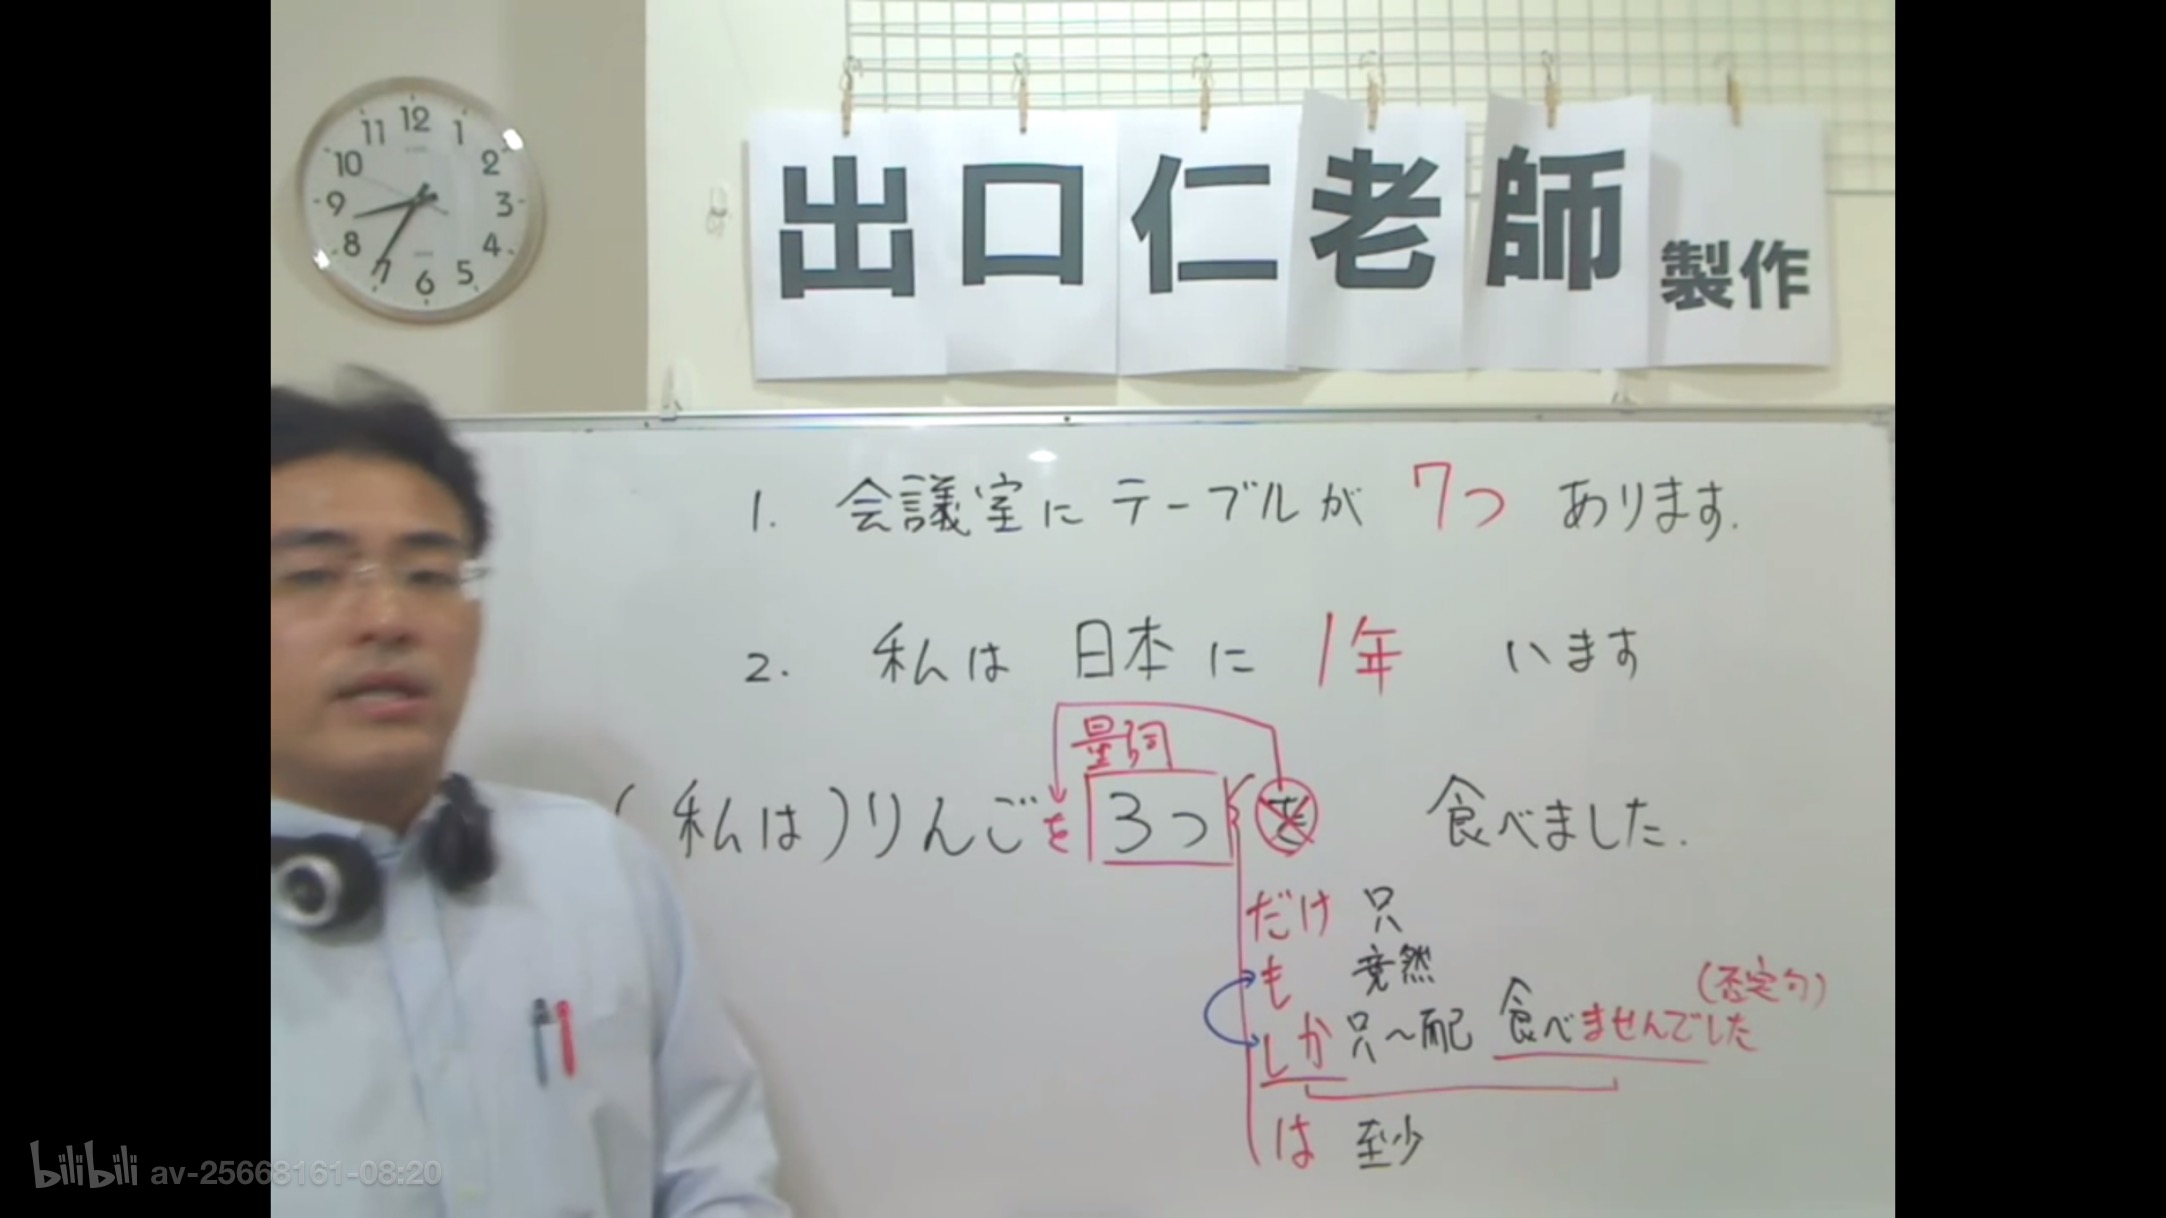 12 1 2 3 4 5 6 7 8 9 10 11
出口仁老師 製作
1. 会議室に テーブルが 7つ あります.
2. 私は 日本に 1年 います
量詞
(私は)りんごを 3つ を 食べました.
だけ 只
も 竟然
(否定句)
しか 只~而已 食べませんでした
は 至少
bilibili av-25668161-08:20